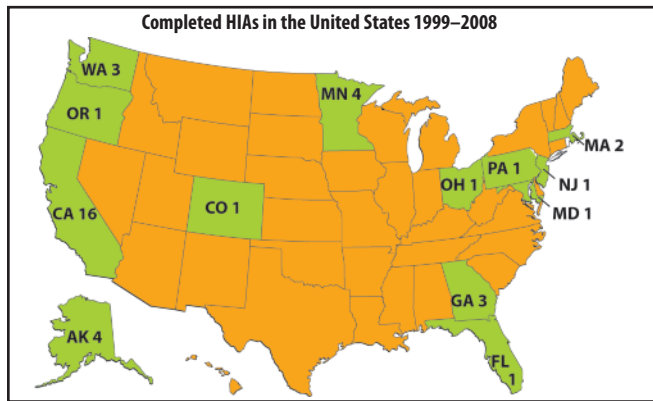 Completed HIAs in the United States 1999–2008
WA 3
MN 4
OR 1
MA 2
PA 1
OH 1
NJ 1
CO 1
MD 1
CA 16
GA 3
AK 4
FL
1